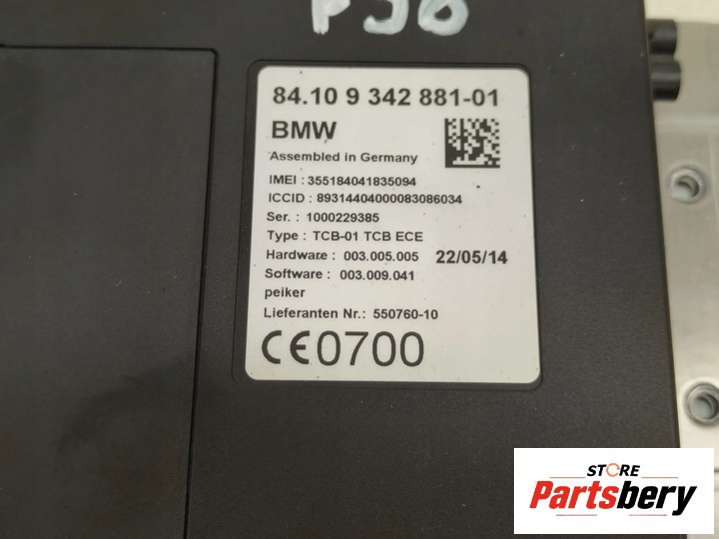 84.10 9 342 881-01
BMW
Assembled in Germany
IMEI : 355184041835094
ICCID : 89314404000083086034
Ser. : 1000229385
Type : TCB-01 TCB ECE
Hardware : 003.005.005 22/05/14
Software : 003.009.041
peiker
Lieferanten Nr.: 550760-10
CE0700
STORE
Partsbery